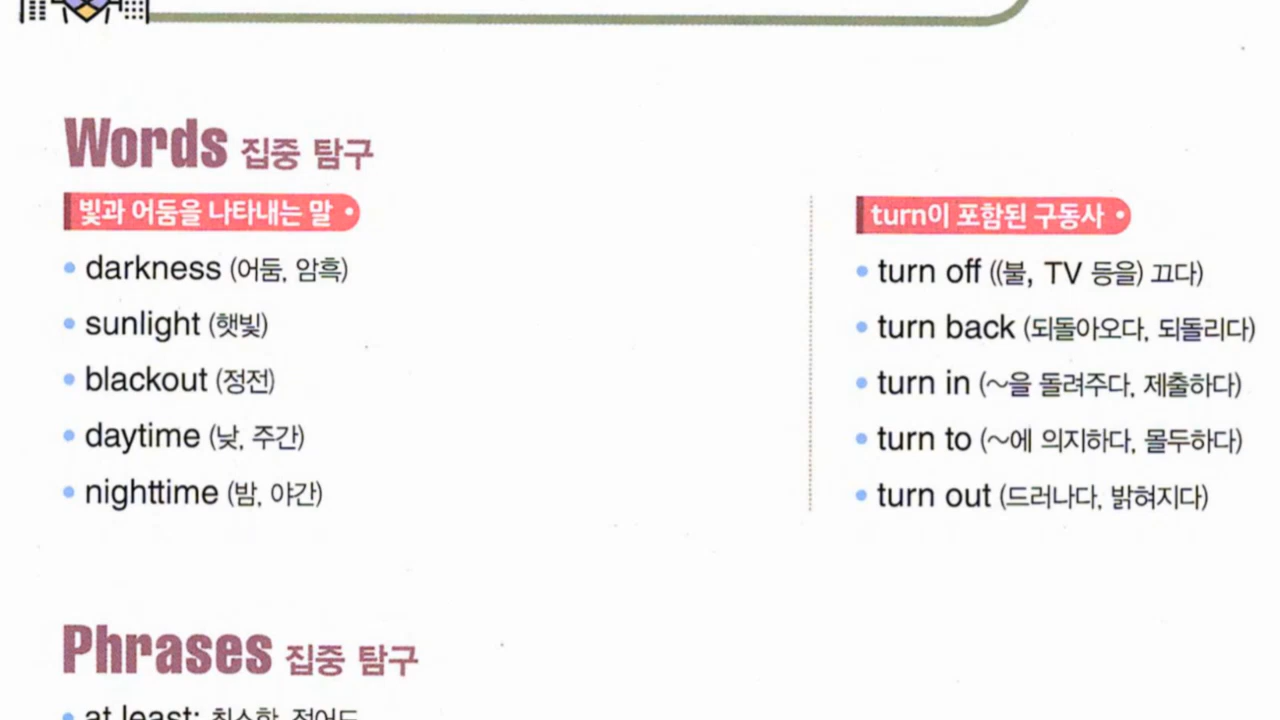 Words 집중 탐구
빛과 어둠을 나타내는 말
darkness (어둠, 암흑)
sunlight (햇빛)
blackout (정전)
daytime (낮, 주간)
nighttime (밤, 야간)
turn이 포함된 구동사
turn off ((불, TV 등을) 끄다)
turn back (되돌아오다, 되돌리다)
turn in (～을 돌려주다, 제출하다)
turn to (～에 의지하다, 몰두하다)
turn out (드러나다, 밝혀지다)
Phrases 집중 탐구
at least: